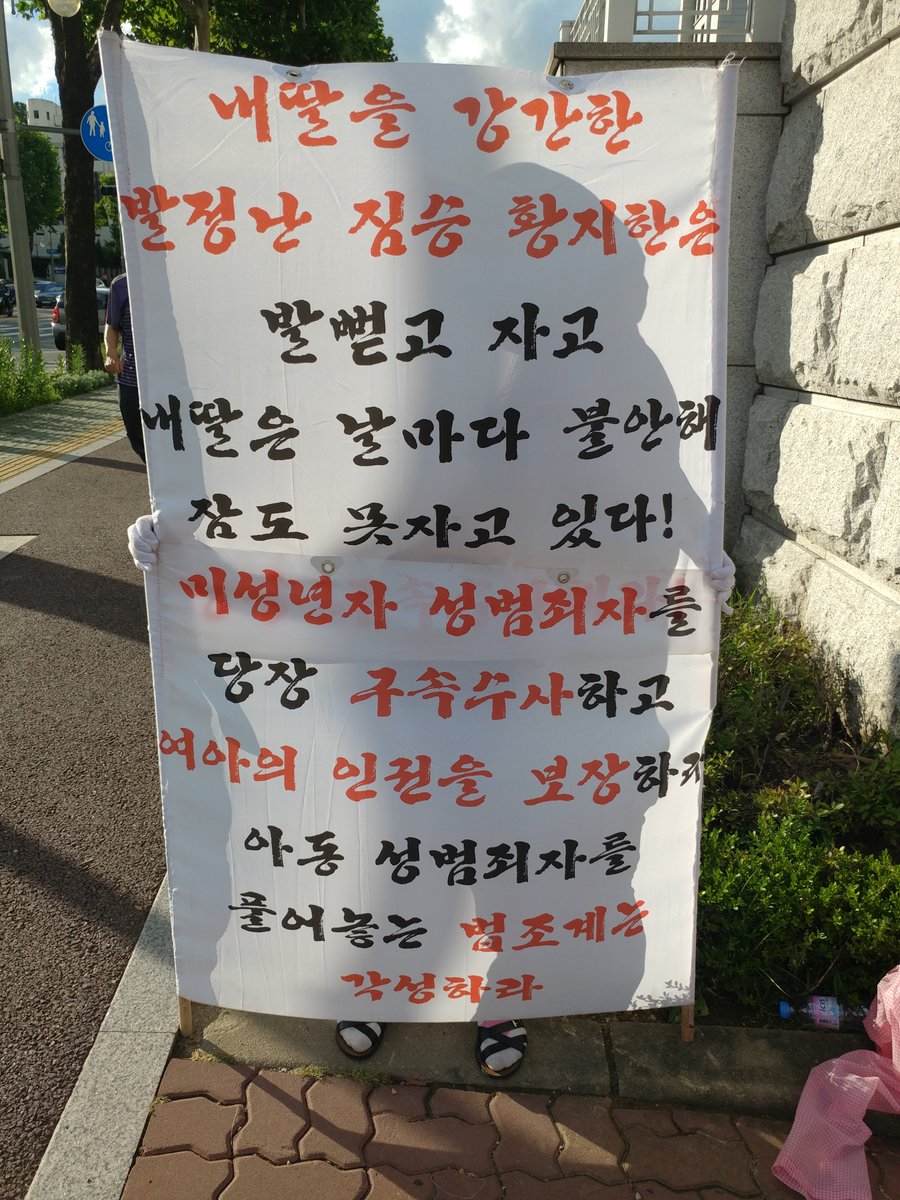 내딸을 강간한
발정난 짐승 황지한은
발뻗고 자고
내딸은 날마다 불안해
잠도 못자고 있다!
미성년자 성범죄자를
당장 구속수사하고
여아의 인권을 보장하라
아동 성범죄자를
풀어놓는 법조계는
각성하라